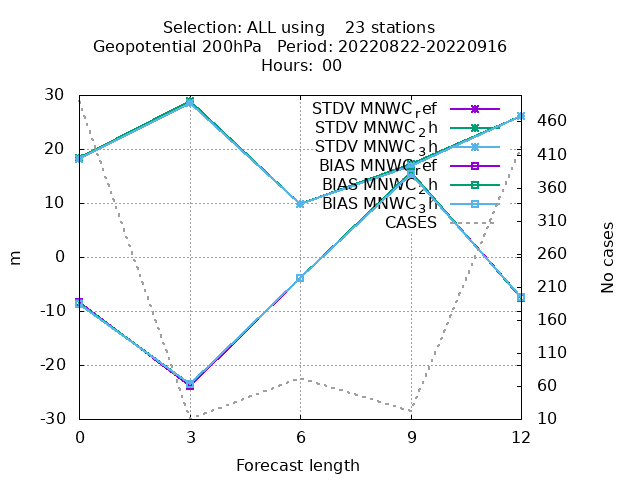 Selection: ALL using    23 stations
Geopotential 200hPa   Period: 20220822-20220916
Hours: 00
30
20
10
0
-10
-20
-30
m
STDV MNWC_ref
STDV MNWC_2h
STDV MNWC_3h
BIAS MNWC_ref
BIAS MNWC_2h
BIAS MNWC_3h
CASES
460
410
360
310
260
210
160
110
60
10
No cases
0 3 6 9 12
Forecast length